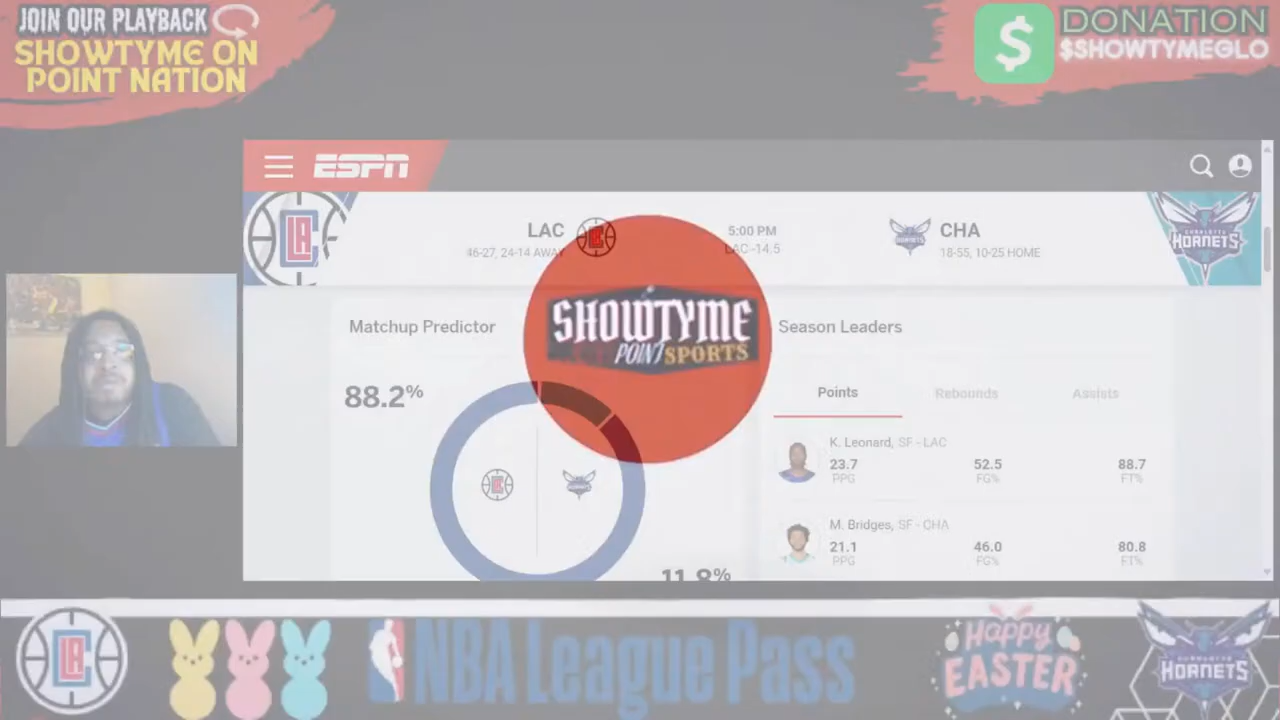 JOIN OUR PLAYBACK
SHOWTYME ON
POINT NATION
DONATION
$SHOWTYMEGLO
ESPN
LAC
46-27, 24-14 AWAY
5:00 PM
LAC -14.5
CHA
18-55, 10-25 HOME
HORNETS
Matchup Predictor
88.2%
11.8%
SHOWTYME
POINT SPORTS
Season Leaders
Points Rebounds Assists
K. Leonard, SF - LAC
23.7 52.5 88.7
PPG FG% FT%
M. Bridges, SF - CHA
21.1 46.0 80.8
PPG FG% FT%
NBA League Pass
Happy
EASTER
CHARLOTTE
HORNETS